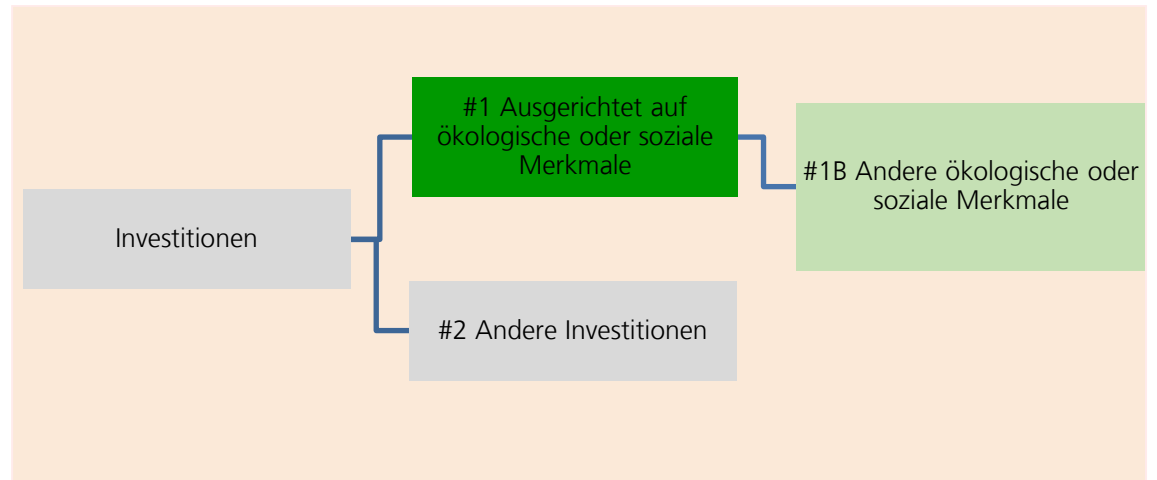 #1 Ausgerichtet auf
ökologische oder soziale
Merkmale
#1B Andere ökologische oder
soziale Merkmale
Investitionen
#2 Andere Investitionen